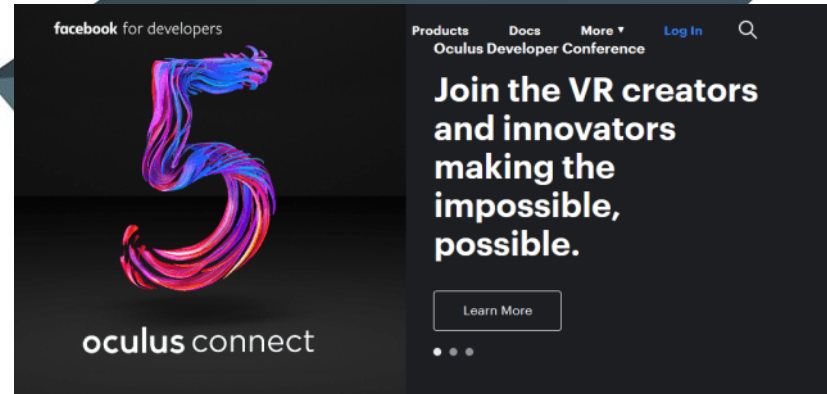 facebook for developers
Products Docs More ▾ Log In
5
oculus connect
Oculus Developer Conference
Join the VR creators
and innovators
making the
impossible,
possible.
Learn More